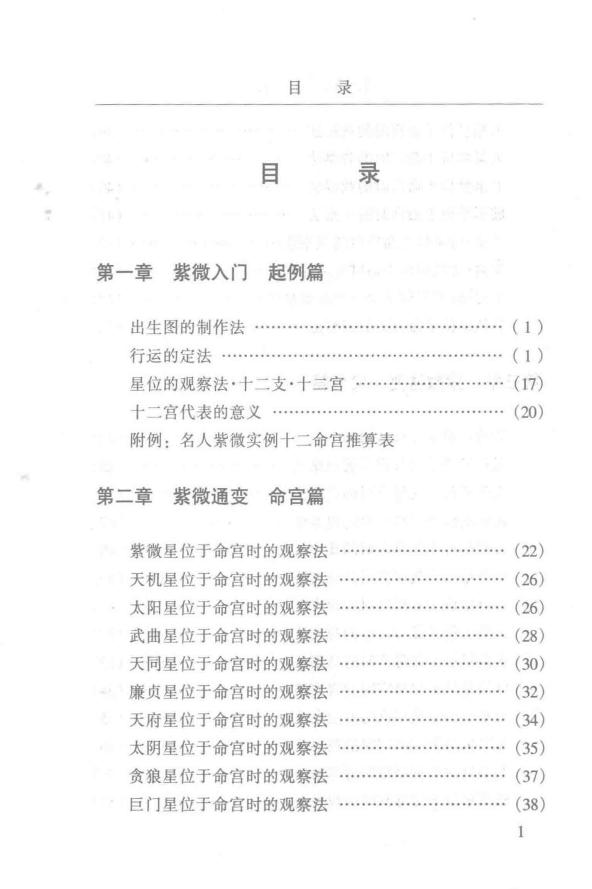 目 录
目 录
第一章 紫微入门 起例篇
出生图的制作法 …………………………………（1）
行运的定法 ………………………………………（1）
星位的观察法·十二支·十二宫 …………………(17)
十二宫代表的意义 ………………………………(20)
附例：名人紫微实例十二命宫推算表
第二章 紫微通变 命宫篇
紫微星位于命宫时的观察法 ……………………(22)
天机星位于命宫时的观察法 ……………………(26)
太阳星位于命宫时的观察法 ……………………(26)
武曲星位于命宫时的观察法 ……………………(28)
天同星位于命宫时的观察法 ……………………(30)
廉贞星位于命宫时的观察法 ……………………(32)
天府星位于命宫时的观察法 ……………………(34)
太阴星位于命宫时的观察法 ……………………(35)
贪狼星位于命宫时的观察法 ……………………(37)
巨门星位于命宫时的观察法 ……………………(38)
1